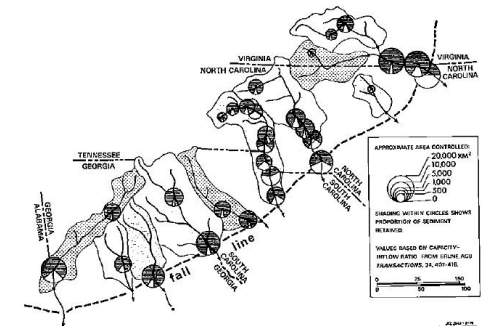 VIRGINIA
NORTH CAROLINA
VIRGINIA
NORTH
CAROLINA
TENNESSEE
GEORGIA
NORTH CAROLINA
SOUTH CAROLINA
GEORGIA
ALABAMA
SOUTH CAROLINA
GEORGIA
fall line
APPROXIMATE AREA CONTROLLED:
20,000 KM²
10,000
5,000
1,000
500
0
SHADING WITHIN CIRCLES SHOWS
PROPORTION OF SEDIMENT
RETAINED.
VALUES BASED ON CAPACITY-
INFLOW RATIO FROM BRUNE, AGU
TRANSACTIONS, 34, 407-418.
0 25 150
0 50 100